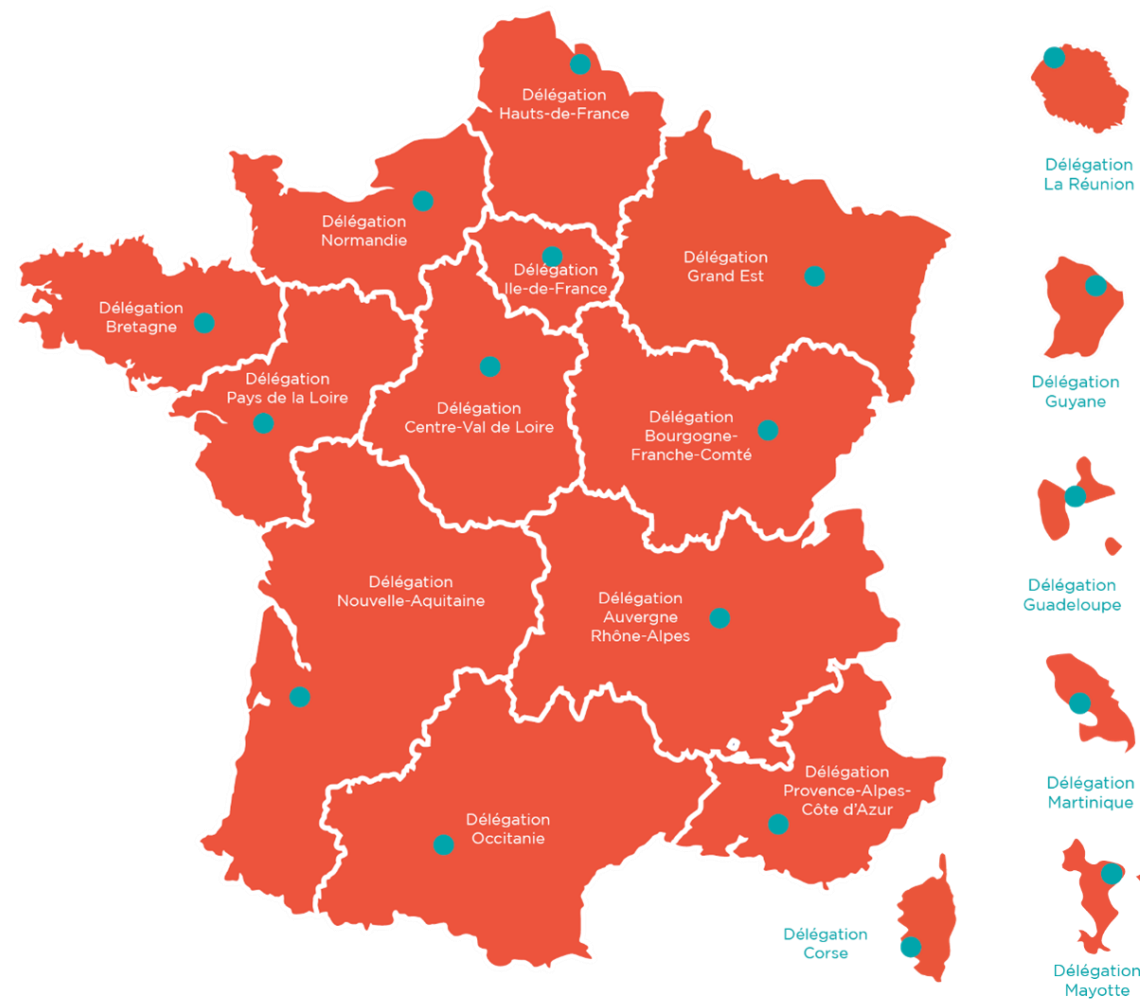 Délégation
Hauts-de-France
Délégation
La Réunion
Délégation
Normandie
Délégation
Ile-de-France
Délégation
Grand Est
Délégation
Bretagne
Délégation
Pays de la Loire
Délégation
Centre-Val de Loire
Délégation
Bourgogne-
Franche-Comté
Délégation
Guyane
Délégation
Nouvelle-Aquitaine
Délégation
Auvergne
Rhône-Alpes
Délégation
Guadeloupe
Délégation
Occitanie
Délégation
Provence-Alpes-
Côte d'Azur
Délégation
Martinique
Délégation
Corse
Délégation
Mayotte